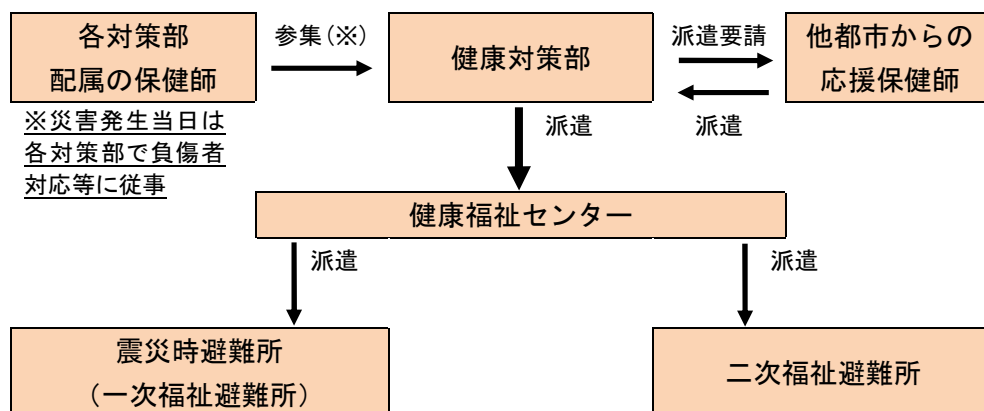 各対策部
配属の保健師
参集(※)
健康対策部
派遣要請
派遣
他都市からの
応援保健師
※災害発生当日は
各対策部で負傷者
対応等に従事
派遣
健康福祉センター
派遣
派遣
震災時避難所
(一次福祉避難所)
二次福祉避難所